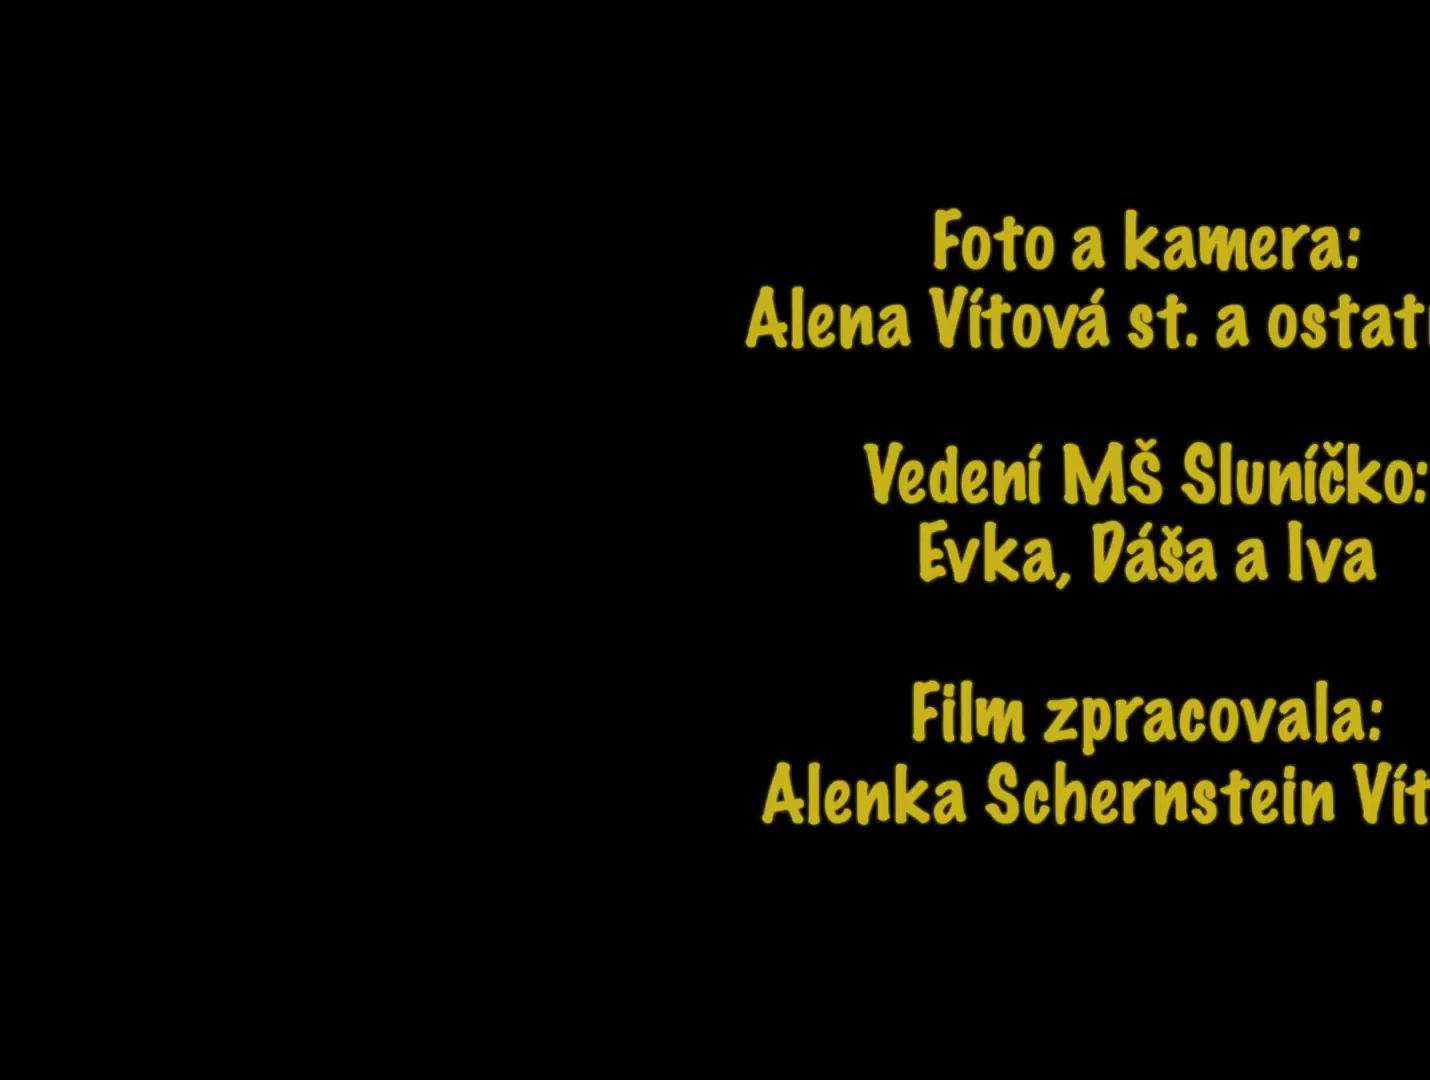 Foto a kamera:
Alena Vítová st. a
Vedení MŠ Sluníčko:
Evka, Dáša a Iva
Film zpracovala:
Alenka Schernstein